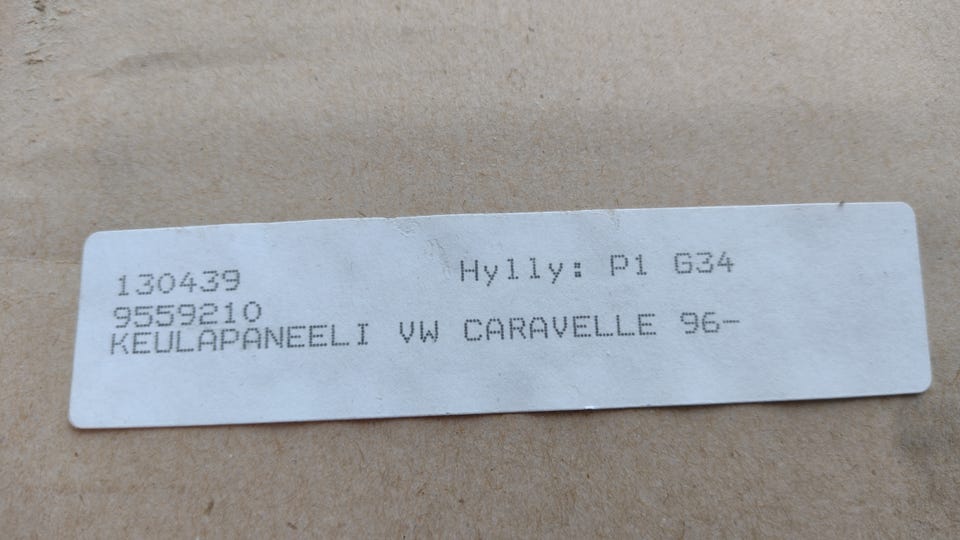 130439 Hylly: P1 G34
9559210
KEULAPANEELI VW CARAVELLE 96-